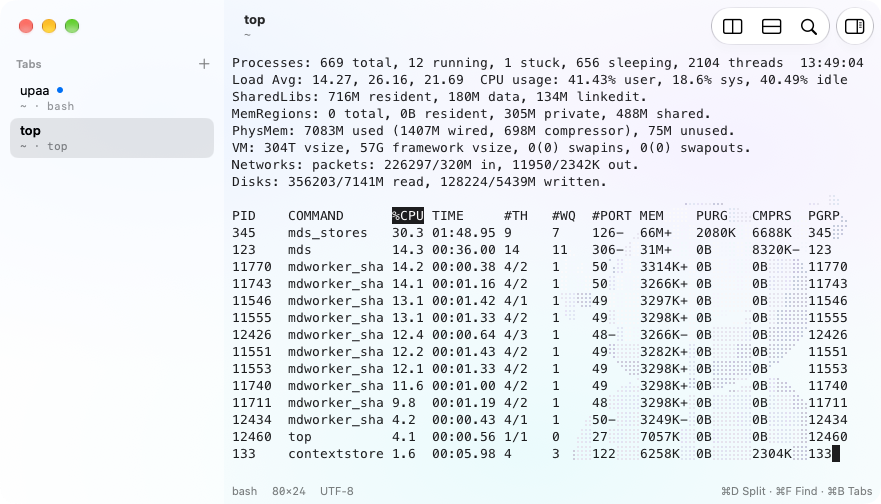 top
~
Tabs
upaa
~ · bash
top
~ · top
Processes: 669 total, 12 running, 1 stuck, 656 sleeping, 2104 threads  13:49:04
Load Avg: 14.27, 26.16, 21.69  CPU usage: 41.43% user, 18.6% sys, 40.49% idle
SharedLibs: 716M resident, 180M data, 134M linkedit.
MemRegions: 0 total, 0B resident, 305M private, 488M shared.
PhysMem: 7083M used (1407M wired, 698M compressor), 75M unused.
VM: 304T vsize, 57G framework vsize, 0(0) swapins, 0(0) swapouts.
Networks: packets: 226297/320M in, 11950/2342K out.
Disks: 356203/7141M read, 128224/5439M written.
PID    COMMAND      %CPU TIME     #TH   #WQ  #PORT MEM    PURG   CMPRS  PGRP
345    mds_stores   30.3 01:48.95 9     7    126-  66M+   2080K  6688K  345
123    mds          14.3 00:36.00 14    11   306-  31M+   0B     8320K- 123
11770  mdworker_sha 14.2 00:00.38 4/2   1    50    3314K+ 0B     0B     11770
11743  mdworker_sha 14.1 00:01.16 4/2   1    50    3266K+ 0B     0B     11743
11546  mdworker_sha 13.1 00:01.42 4/1   1    49    3297K+ 0B     0B     11546
11555  mdworker_sha 13.1 00:01.33 4/2   1    49    3298K+ 0B     0B     11555
12426  mdworker_sha 12.4 00:00.64 4/3   1    48-   3266K- 0B     0B     12426
11551  mdworker_sha 12.2 00:01.43 4/2   1    49    3282K+ 0B     0B     11551
11553  mdworker_sha 12.1 00:01.33 4/2   1    49    3298K+ 0B     0B     11553
11740  mdworker_sha 11.6 00:01.00 4/2   1    49    3298K+ 0B     0B     11740
11711  mdworker_sha 9.8  00:01.19 4/2   1    48    3298K+ 0B     0B     11711
12434  mdworker_sha 4.2  00:00.43 4/1   1    50-   3249K- 0B     0B     12434
12460  top          4.1  00:00.56 1/1   0    27    7057K  0B     0B     12460
133    contextstore 1.6  00:05.98 4     3    122   6258K  0B     2304K  133
bash  80×24  UTF-8
⌘D Split · ⌘F Find · ⌘B Tabs